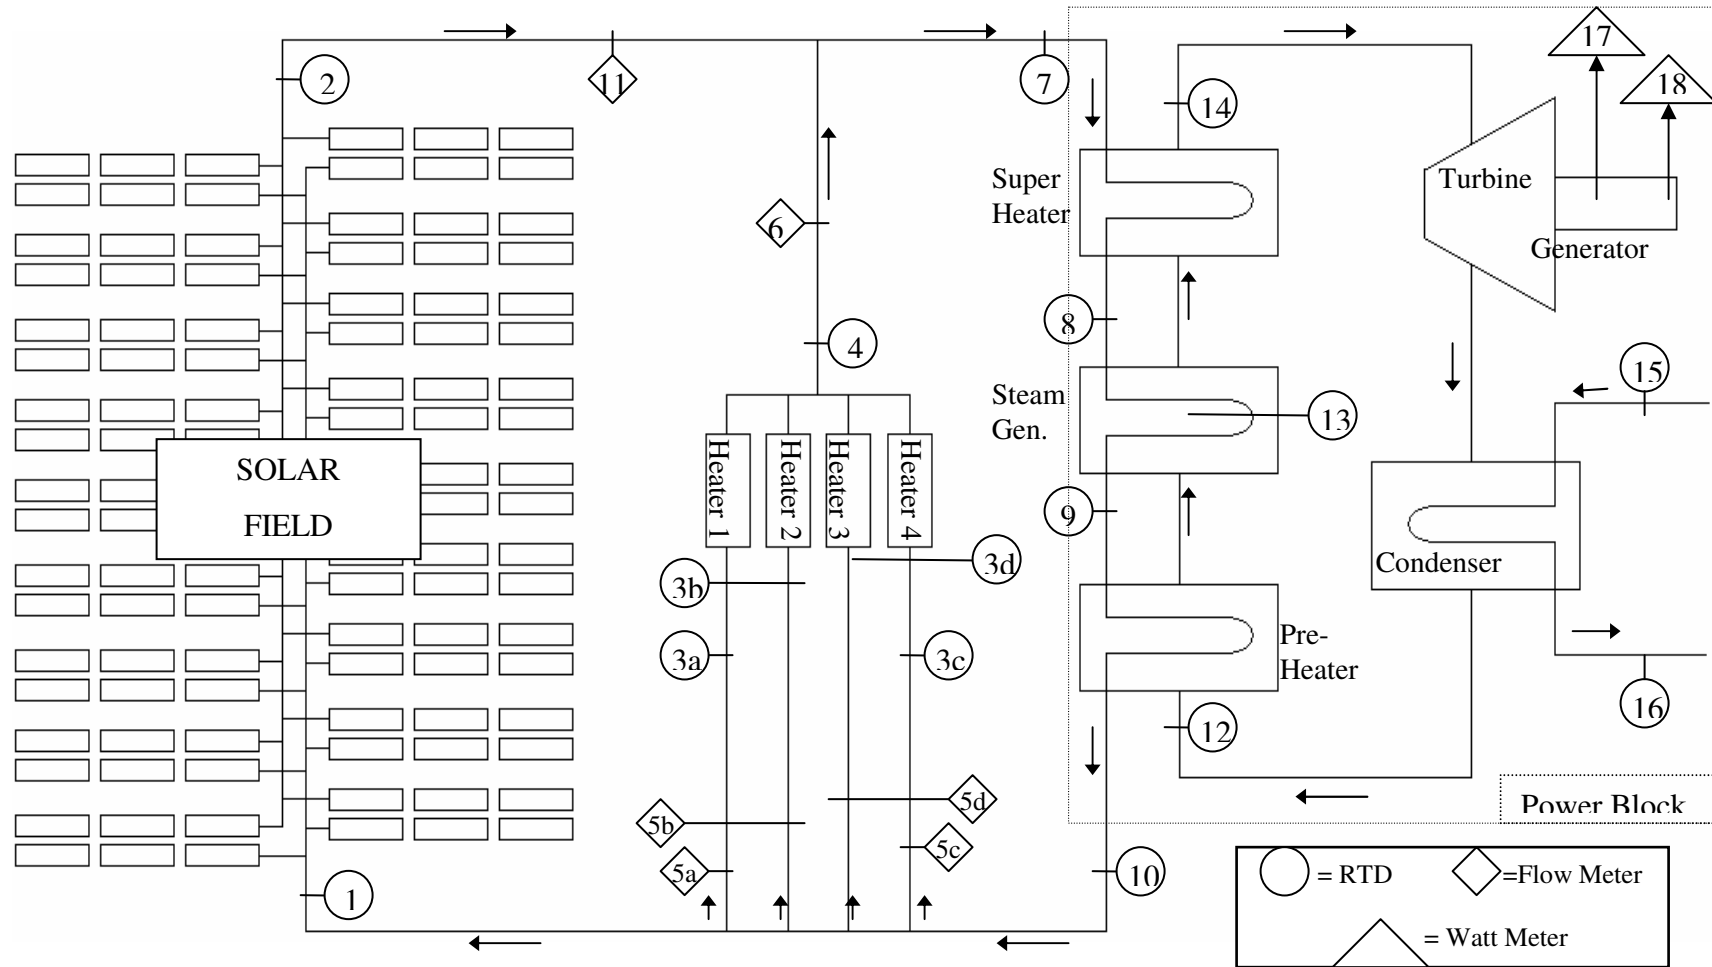 17
18
2
11
7
14
Super
Heater
Turbine
Generator
6
8
4
15
Steam
Gen.
13
SOLAR
FIELD
Heater 1
Heater 2
Heater 3
Heater 4
9
3d
3b
Condenser
3a
3c
Pre-
Heater
12
16
5d
5b
5c
5a
Power Block
1
10
= RTD
=Flow Meter
= Watt Meter